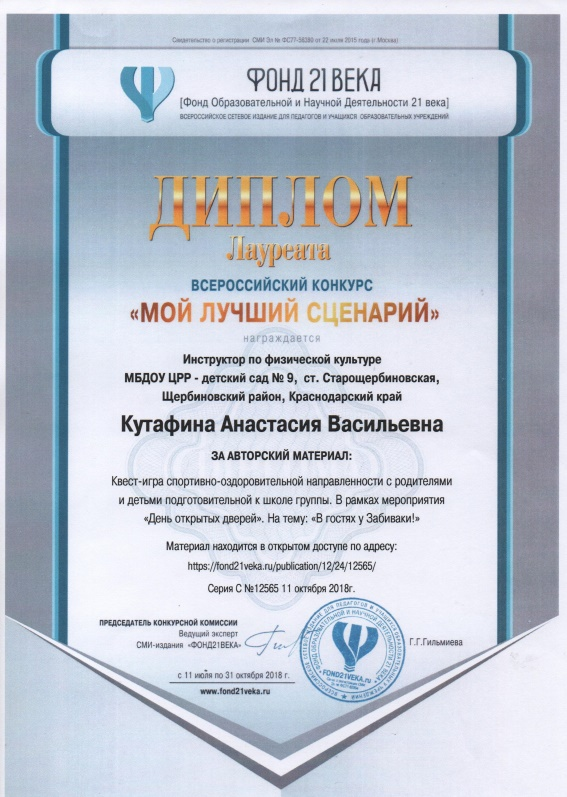 Свидетельство о регистрации СМИ Эл № ФС77-58380 от 22 июля 2015 года (г.Москва)
ФОНД 21 ВЕКА
[Фонд Образовательной и Научной Деятельности 21 века]
ВСЕРОССИЙСКОЕ СЕТЕВОЕ ИЗДАНИЕ ДЛЯ ПЕДАГОГОВ И УЧАЩИХСЯ ОБРАЗОВАТЕЛЬНЫХ УЧРЕЖДЕНИЙ
ДИПЛОМ
Лауреата
ВСЕРОССИЙСКИЙ КОНКУРС
«МОЙ ЛУЧШИЙ СЦЕНАРИЙ»
награждается
Инструктор по физической культуре
МБДОУ ЦРР - детский сад № 9, ст. Старощербиновская,
Щербиновский район, Краснодарский край
Кутафина Анастасия Васильевна
ЗА АВТОРСКИЙ МАТЕРИАЛ:
Квест-игра спортивно-оздоровительной направленности с родителями
и детьми подготовительной к школе группы. В рамках мероприятия
«День открытых дверей». На тему: «В гостях у Забиваки!»
Материал находится в открытом доступе по адресу:
https://fond21veka.ru/publication/12/24/12565/
Серия С №12565 11 октября 2018г.
ПРЕДСЕДАТЕЛЬ КОНКУРСНОЙ КОМИССИИ
Ведущий эксперт
СМИ-издания «ФОНД21ВЕКА»
Г.Г.Гильмиева
FOND21VEKA.ru
с 11 июля по 31 октября 2018 г.
www.fond21veka.ru